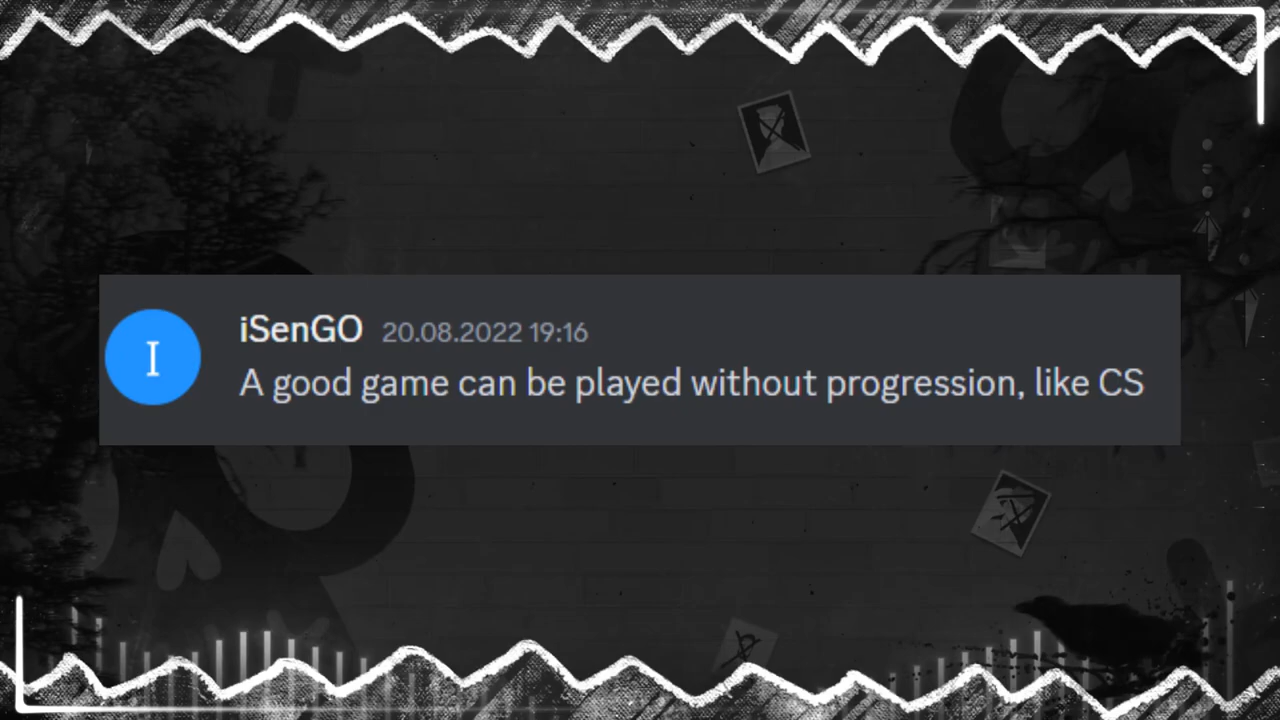 I
iSenGO 20.08.2022 19:16
A good game can be played without progression, like CS